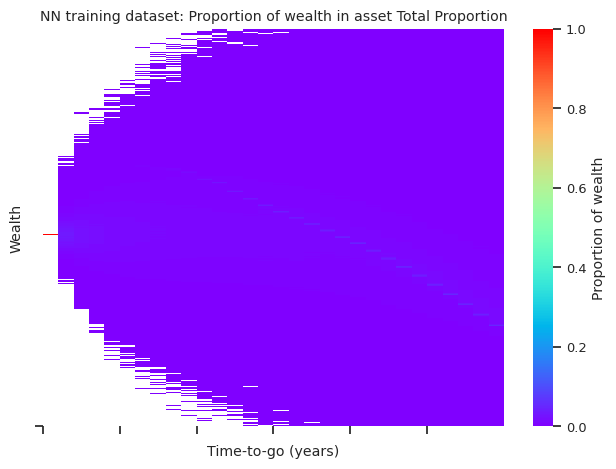 NN training dataset: Proportion of wealth in asset Total Proportion
Wealth
Time-to-go (years)
1.0
0.8
0.6
0.4
0.2
0.0
Proportion of wealth